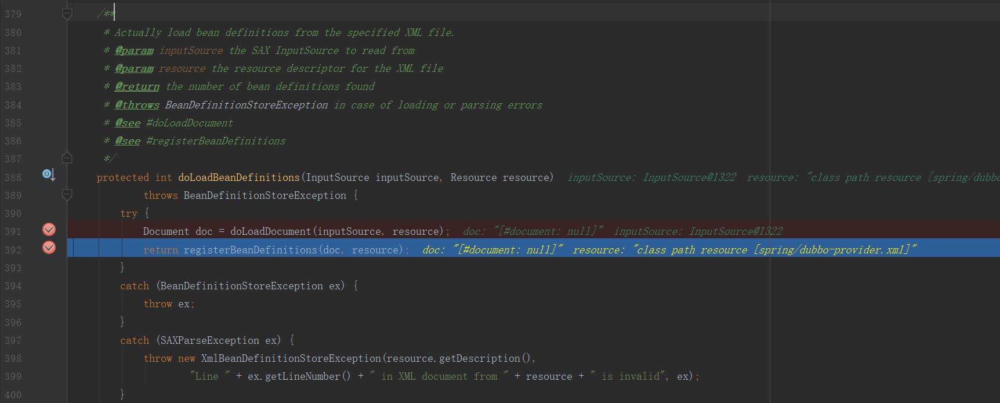 379 /**
380 * Actually load bean definitions from the specified XML file.
381 * @param inputSource the SAX InputSource to read from
382 * @param resource the resource descriptor for the XML file
383 * @return the number of bean definitions found
384 * @throws BeanDefinitionStoreException in case of loading or parsing errors
385 * @see #doLoadDocument
386 * @see #registerBeanDefinitions
387 */
388 protected int doLoadBeanDefinitions(InputSource inputSource, Resource resource) inputSource: InputSource@1322 resource: "class path resource [spring/dubbo
389 throws BeanDefinitionStoreException {
390 try {
391 Document doc = doLoadDocument(inputSource, resource); doc: "[#document: null]" inputSource: InputSource@1322
392 return registerBeanDefinitions(doc, resource); doc: "[#document: null]" resource: "class path resource [spring/dubbo-provider.xml]"
393 }
394 catch (BeanDefinitionStoreException ex) {
395 throw ex;
396 }
397 catch (SAXParseException ex) {
398 throw new XmlBeanDefinitionStoreException(resource.getDescription(),
399 "Line " + ex.getLineNumber() + " in XML document from " + resource + " is invalid", ex);
400 }